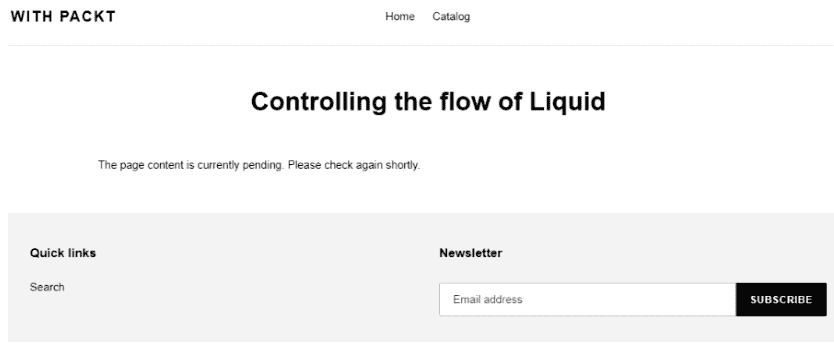 WITH PACKT
Home Catalog
Controlling the flow of Liquid
The page content is currently pending. Please check again shortly.
Quick links
Search
Newsletter
Email address SUBSCRIBE